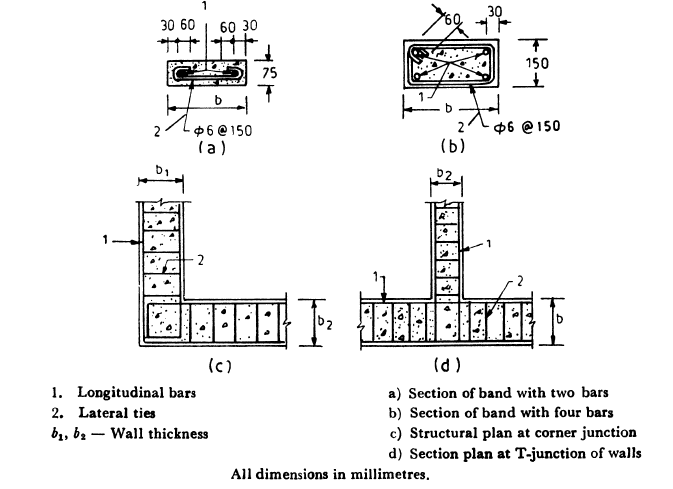 1
30 60 60 30
75
b
2 ϕ6 @ 150
(a)
60 30
150
1 b
2 ϕ6 @ 150
(b)
b₁
1
2
b₂
(c)
b₂
1
1 2
b
(d)
1. Longitudinal bars
2. Lateral ties
b₁, b₂ — Wall thickness
a) Section of band with two bars
b) Section of band with four bars
c) Structural plan at corner junction
d) Section plan at T-junction of walls
All dimensions in millimetres.